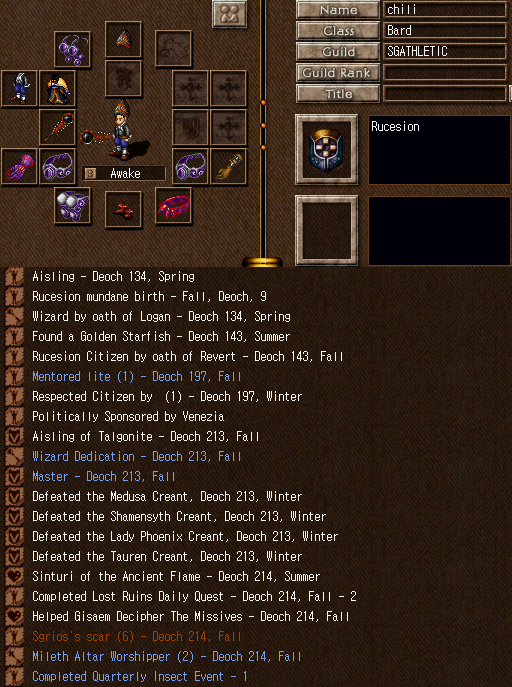 Name chili
Class Bard
Guild SGATHLETIC
Guild Rank
Title
Rucesion
Awake
Aisling - Deoch 134, Spring
Rucesion mundane birth - Fall, Deoch, 9
Wizard by oath of Logan - Deoch 134, Spring
Found a Golden Starfish - Deoch 143, Summer
Rucesion Citizen by oath of Revert - Deoch 143, Fall
Mentored lite (1) - Deoch 197, Fall
Respected Citizen by  (1) - Deoch 197, Winter
Politically Sponsored by Venezia
Aisling of Talgonite - Deoch 213, Fall
Wizard Dedication - Deoch 213, Fall
Master - Deoch 213, Fall
Defeated the Medusa Creant, Deoch 213, Winter
Defeated the Shamensyth Creant, Deoch 213, Winter
Defeated the Lady Phoenix Creant, Deoch 213, Winter
Defeated the Tauren Creant, Deoch 213, Winter
Sinturi of the Ancient Flame - Deoch 214, Summer
Completed Lost Ruins Daily Quest - Deoch 214, Fall - 2
Helped Gisaem Decipher The Missives - Deoch 214, Fall
Sgrios's scar (6) - Deoch 214, Fall
Mileth Altar Worshipper (2) - Deoch 214, Fall
Completed Quarterly Insect Event - 1